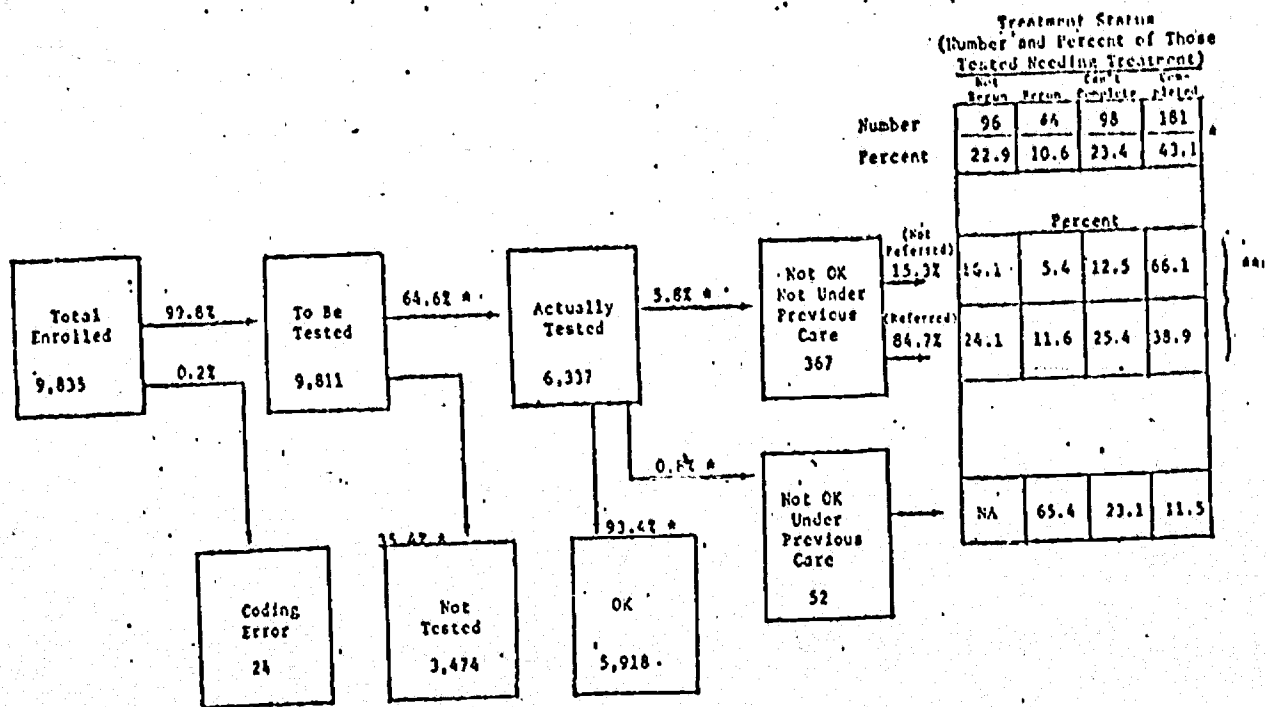 Treatment Status
(Number and Percent of Those
Tested Needing Treatment)
Not Begun Begun Can't Complete Completed
Number 96 98 181 *
Percent 22.9 10.6 23.4 43.1
Percent
(Not Referred)
15.3% 5.4 12.5 66.1
(Referred)
84.7% 24.1 11.6 25.4 38.9
NA 65.4 23.1 11.5
Total
Enrolled
9,835
99.8%
0.2%
To Be
Tested
9,811
64.6% *
35.4% *
Actually
Tested
6,337
5.8% *
0.8% *
93.4% *
Not OK
Not Under
Previous
Care
367
Not OK
Under
Previous
Care
52
Coding
Error
24
Not
Tested
3,474
OK
5,918